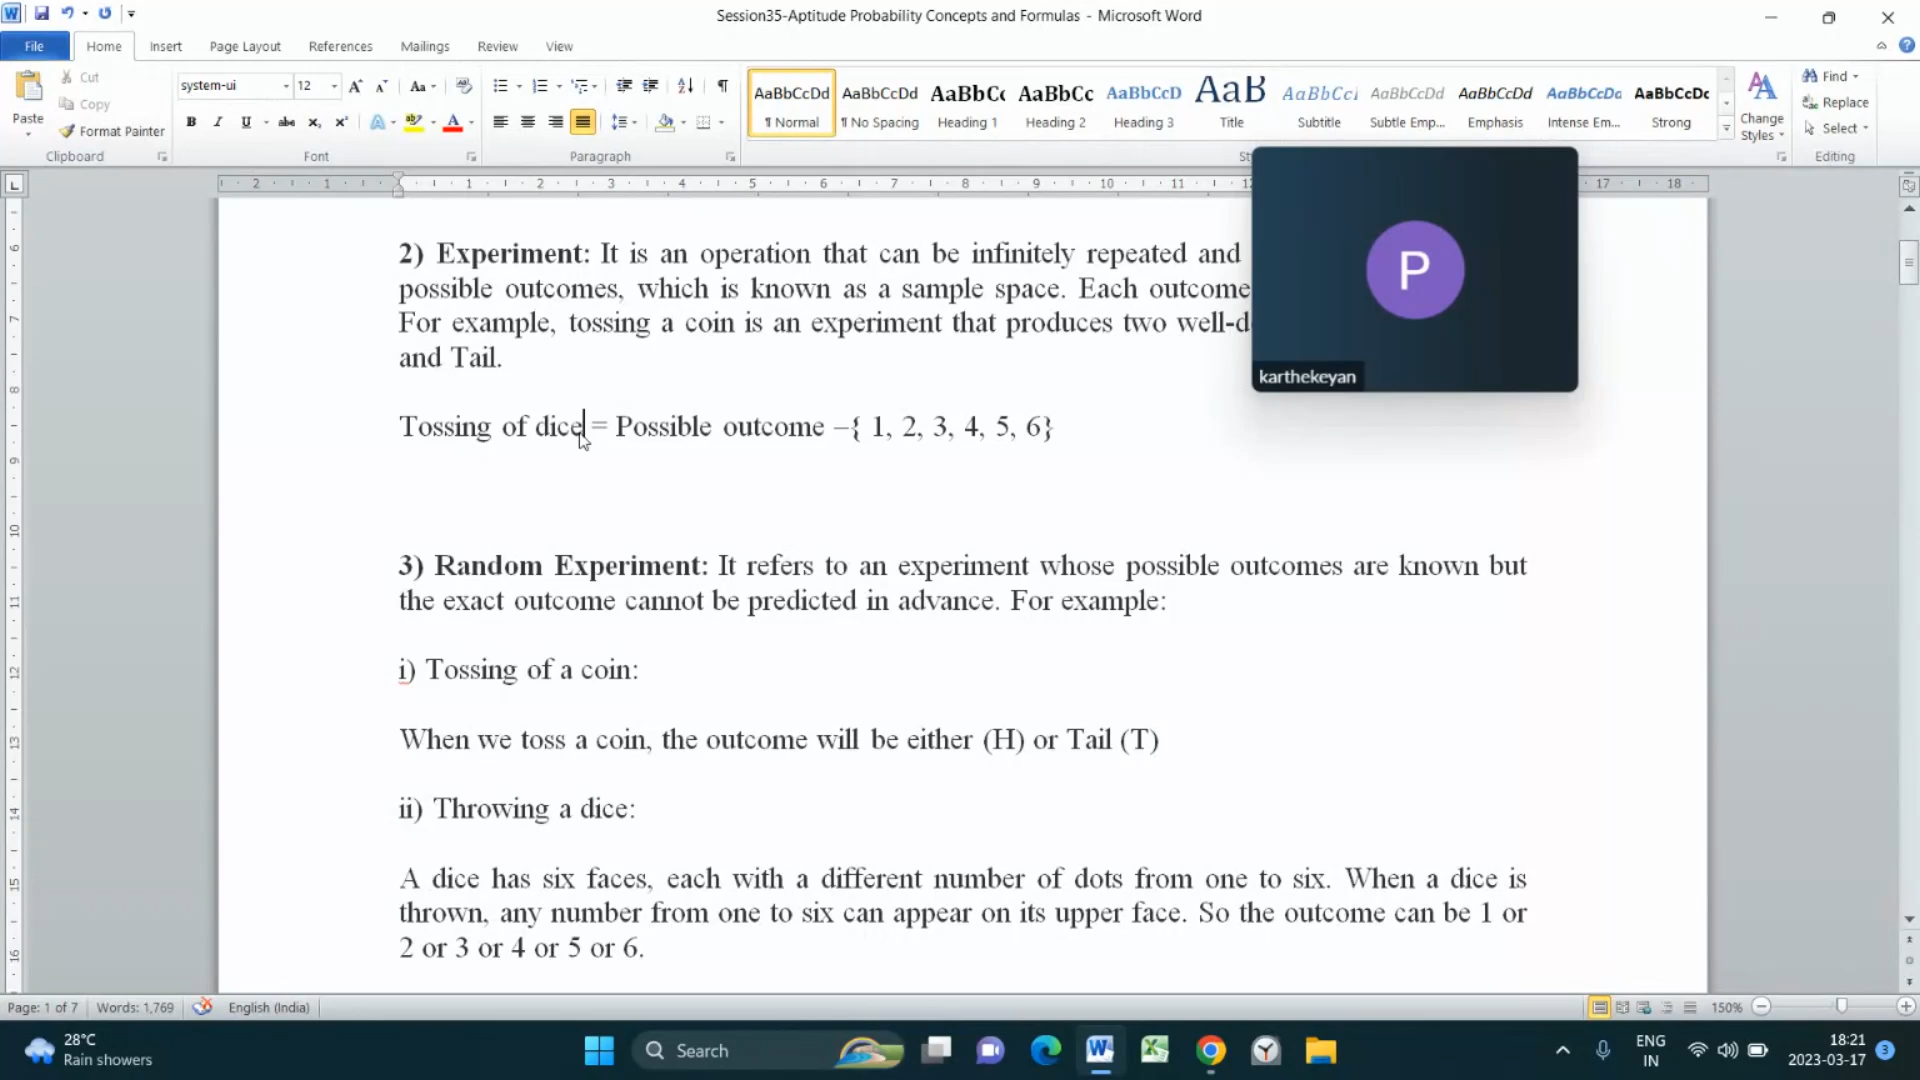 Session35-Aptitude Probability Concepts and Formulas - Microsoft Word
File Home Insert Page Layout References Mailings Review View
Cut
Copy
Paste
Format Painter
Clipboard
system-ui 12
Font
Paragraph
AaBbCcDd AaBbCcDd AaBbCc AaBbCc AaBbCcD AaB AaBbCcI AaBbCcDd AaBbCcDd AaBbCcDc AaBbCcDc
¶ Normal ¶ No Spacing Heading 1 Heading 2 Heading 3 Title Subtitle Subtle Emp... Emphasis Intense Em... Strong
Change Styles
Find
Replace
Select
Editing
2) Experiment: It is an operation that can be infinitely repeated and
possible outcomes, which is known as a sample space. Each outcome
For example, tossing a coin is an experiment that produces two well-d
and Tail.
P
karthekeyan
Tossing of dice = Possible outcome –{ 1, 2, 3, 4, 5, 6}
3) Random Experiment: It refers to an experiment whose possible outcomes are known but
the exact outcome cannot be predicted in advance. For example:
i) Tossing of a coin:
When we toss a coin, the outcome will be either (H) or Tail (T)
ii) Throwing a dice:
A dice has six faces, each with a different number of dots from one to six. When a dice is
thrown, any number from one to six can appear on its upper face. So the outcome can be 1 or
2 or 3 or 4 or 5 or 6.
Page: 1 of 7 Words: 1,769 English (India) 150%
28°C
Rain showers
Search
ENG
IN
18:21
2023-03-17
3